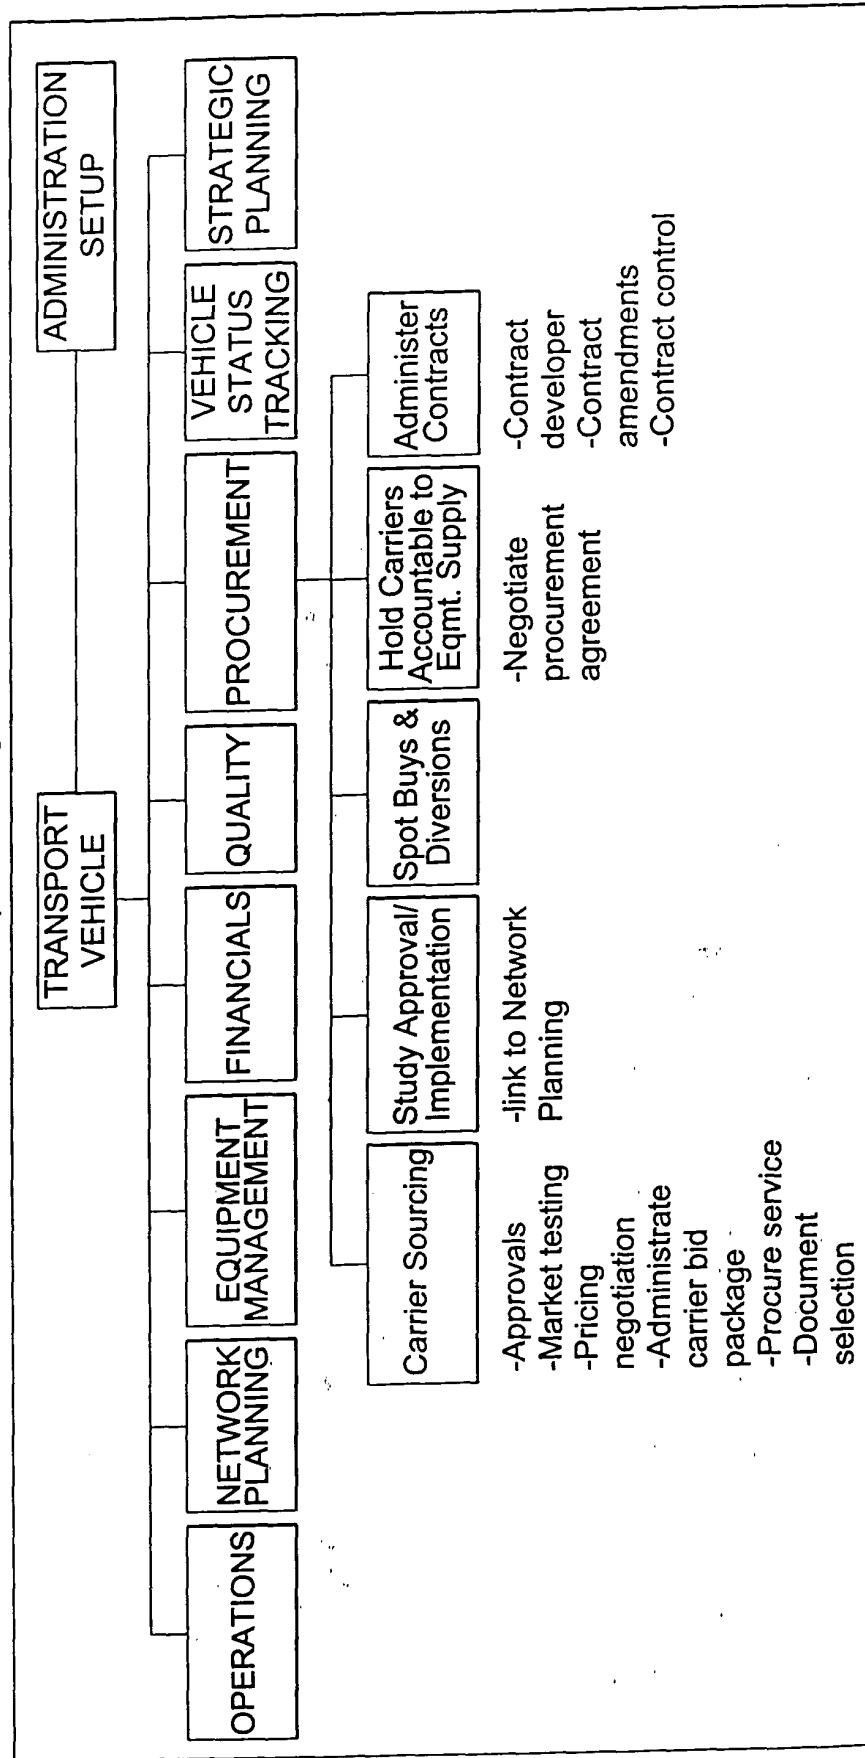 TRANSPORT
VEHICLE
ADMINISTRATION
SETUP
OPERATIONS
NETWORK
PLANNING
EQUIPMENT
MANAGEMENT
FINANCIALS
QUALITY
PROCUREMENT
VEHICLE
STATUS
TRACKING
STRATEGIC
PLANNING
Carrier Sourcing
-Approvals
-Market testing
-Pricing
negotiation
-Administrate
carrier bid
package
-Procure service
-Document
selection
Study Approval/
Implementation
-link to Network
Planning
Spot Buys &
Diversions
Hold Carriers
Accountable to
Eqmt. Supply
-Negotiate
procurement
agreement
Administer
Contracts
-Contract
developer
-Contract
amendments
-Contract control